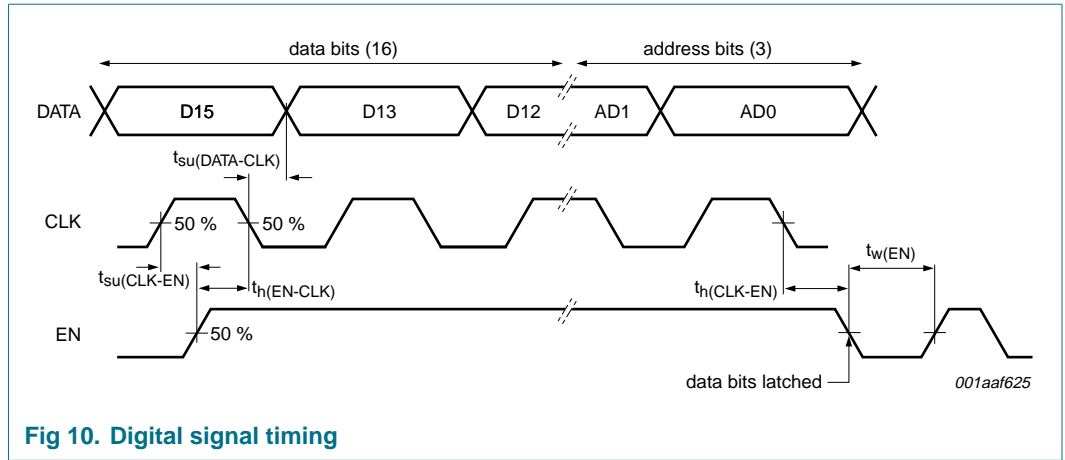 data bits (16)
address bits (3)
DATA
D15
D13
D12
AD1
AD0
tsu(DATA-CLK)
CLK
50 %
50 %
tsu(CLK-EN)
th(EN-CLK)
th(CLK-EN)
tw(EN)
EN
50 %
data bits latched
001aaf625
Fig 10. Digital signal timing